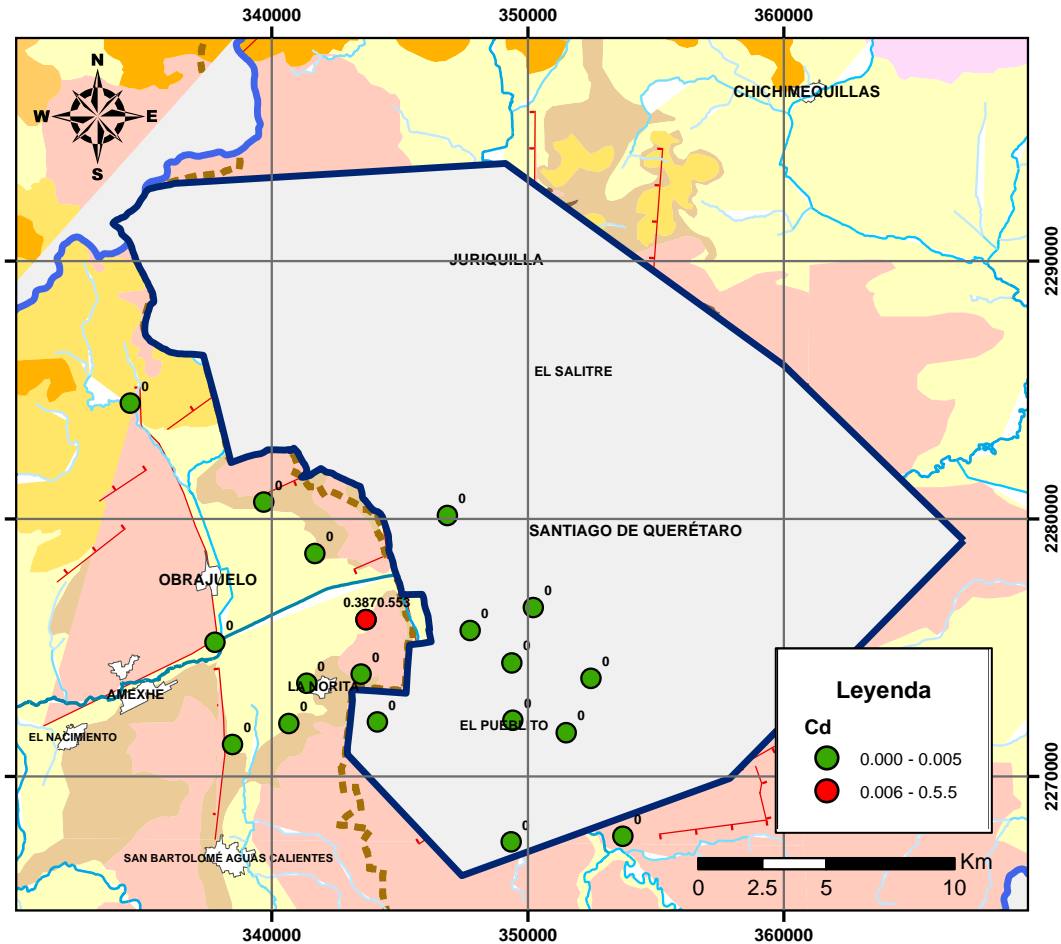 340000
350000
360000
N
W
E
S
CHICHIMEQUILLAS
2290000
JURIQUILLA
EL SALITRE
0
0
0
2280000
SANTIAGO DE QUERÉTARO
0
OBRAJUELO
0.3870.553
0
0
0
0
0
0
0
LA NORITA
AMEXHE
0
0
0
0
0
EL PUEBLITO
EL NACIMIENTO
0
Leyenda
Cd
0.000 - 0.005
0.006 - 0.5.5
2270000
0
0
SAN BARTOLOMÉ AGUAS CALIENTES
Km
0
2.5
5
10
340000
350000
360000